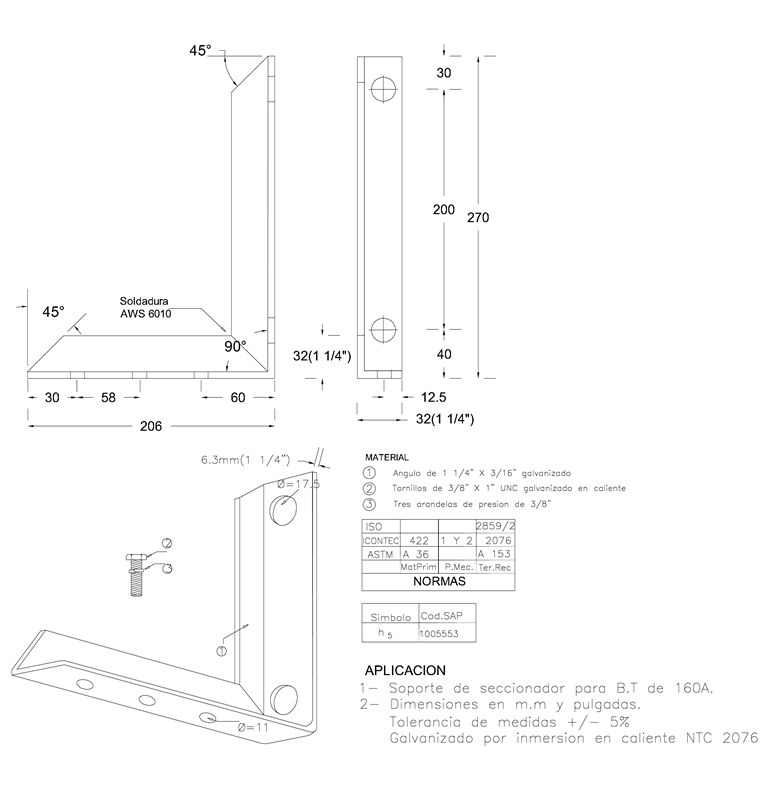 45°
30
200
270
45°
Soldadura
AWS 6010
90°
32(1 1/4")
40
30
58
60
12.5
206
32(1 1/4")
6.3mm(1 1/4")
Ø=17.5
2
3
1
Ø=11
MATERIAL
1 Angulo de 1 1/4" X 3/16" galvanizado
2 Tornillos de 3/8" X 1" UNC galvanizado en caliente
3 Tres arandelas de presion de 3/8"
ISO 2859/2
ICONTEC 422 1 Y 2 2076
ASTM A 36 A 153
MatPrim P.Mec. Ter.Rec
NORMAS
Simbolo Cod.SAP
h5 1005553
APLICACION
1- Soporte de seccionador para B.T de 160A.
2- Dimensiones en m.m y pulgadas.
Tolerancia de medidas +/- 5%
Galvanizado por inmersion en caliente NTC 2076